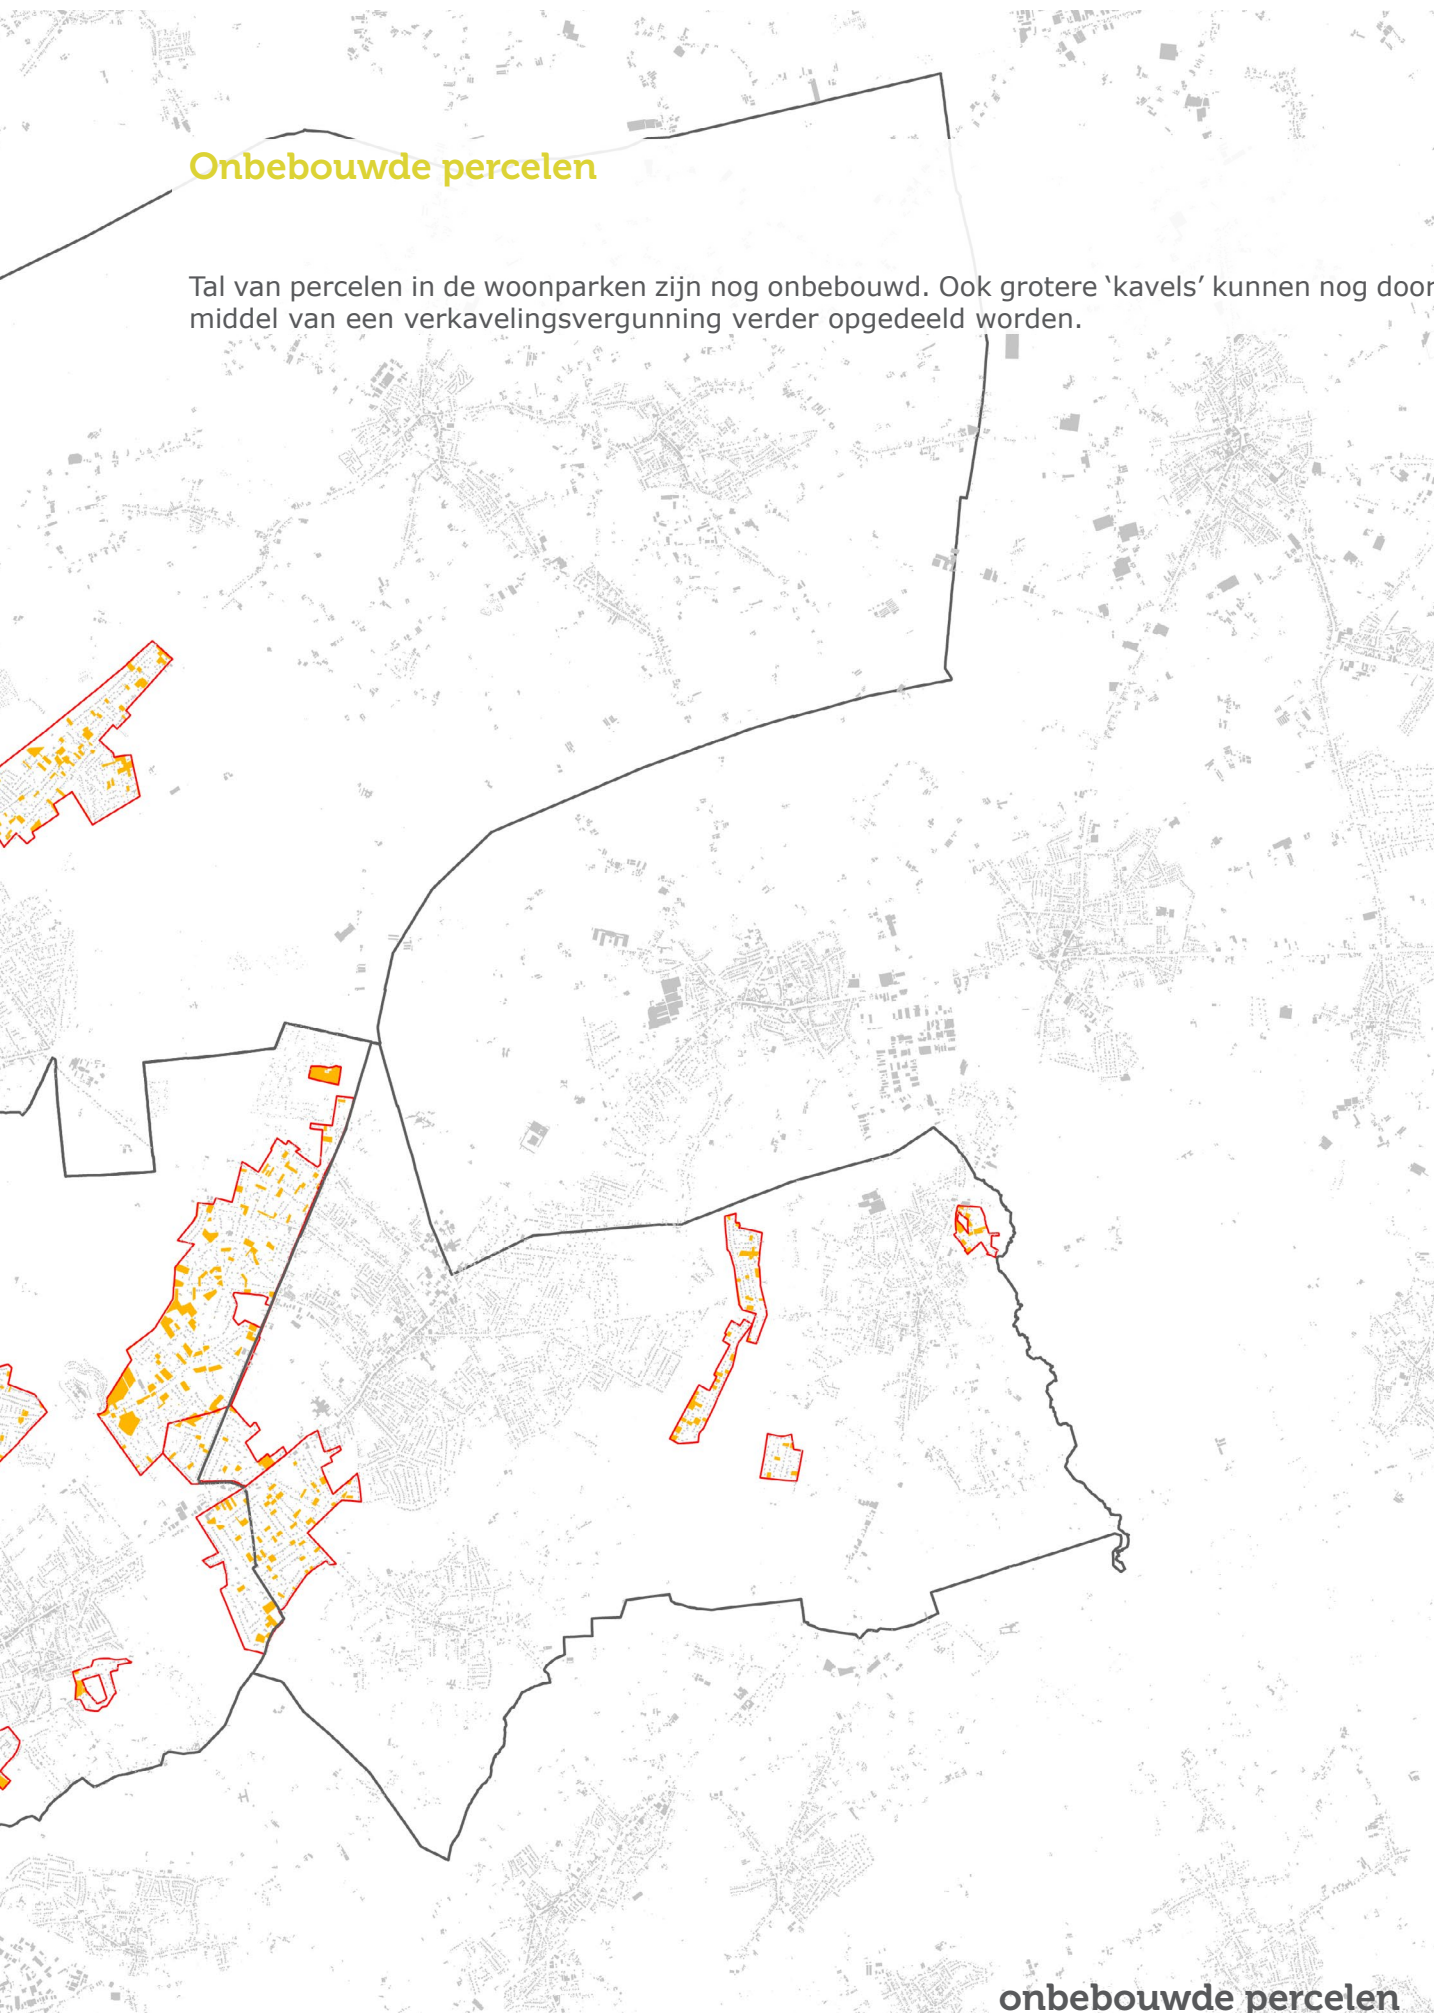 Onbebouwde percelen
Tal van percelen in de woonparken zijn nog onbebouwd. Ook grotere ‘kavels’ kunnen nog door
middel van een verkavelingsvergunning verder opgedeeld worden.
onbebouwde percelen